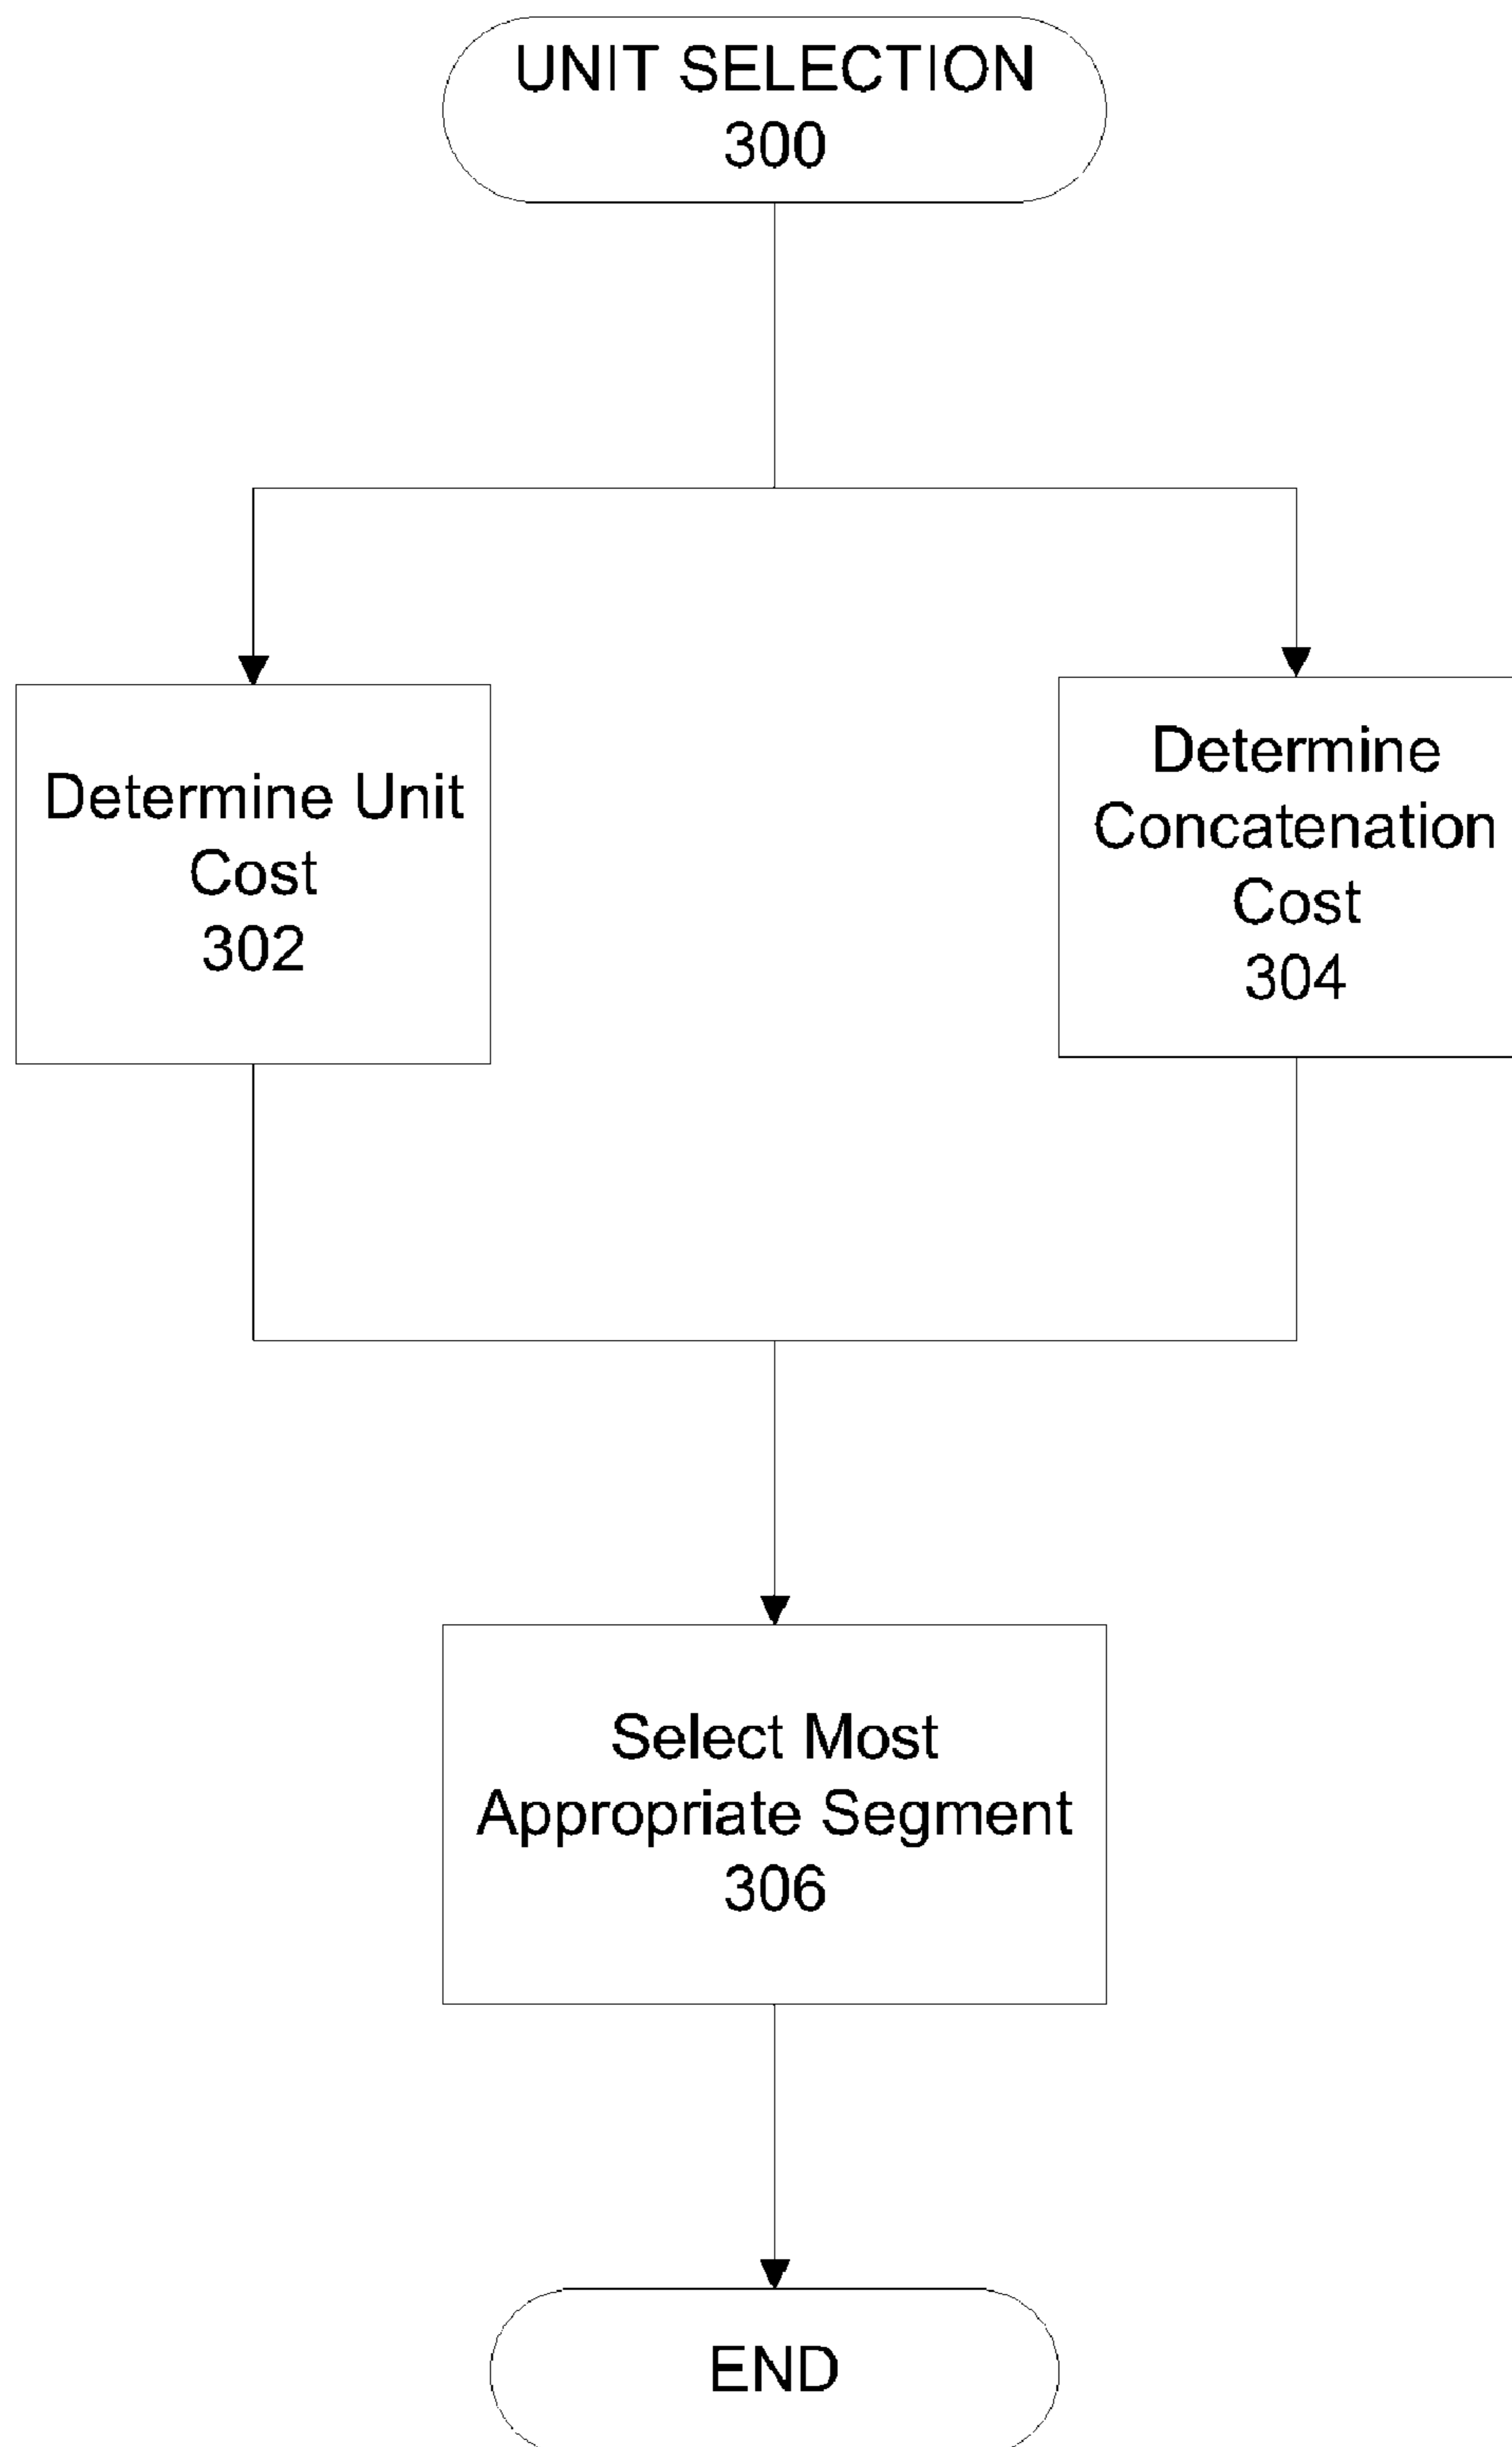 UNIT SELECTION
300
Determine Unit
Cost
302
Determine
Concatenation
Cost
304
Select Most
Appropriate Segment
306
END